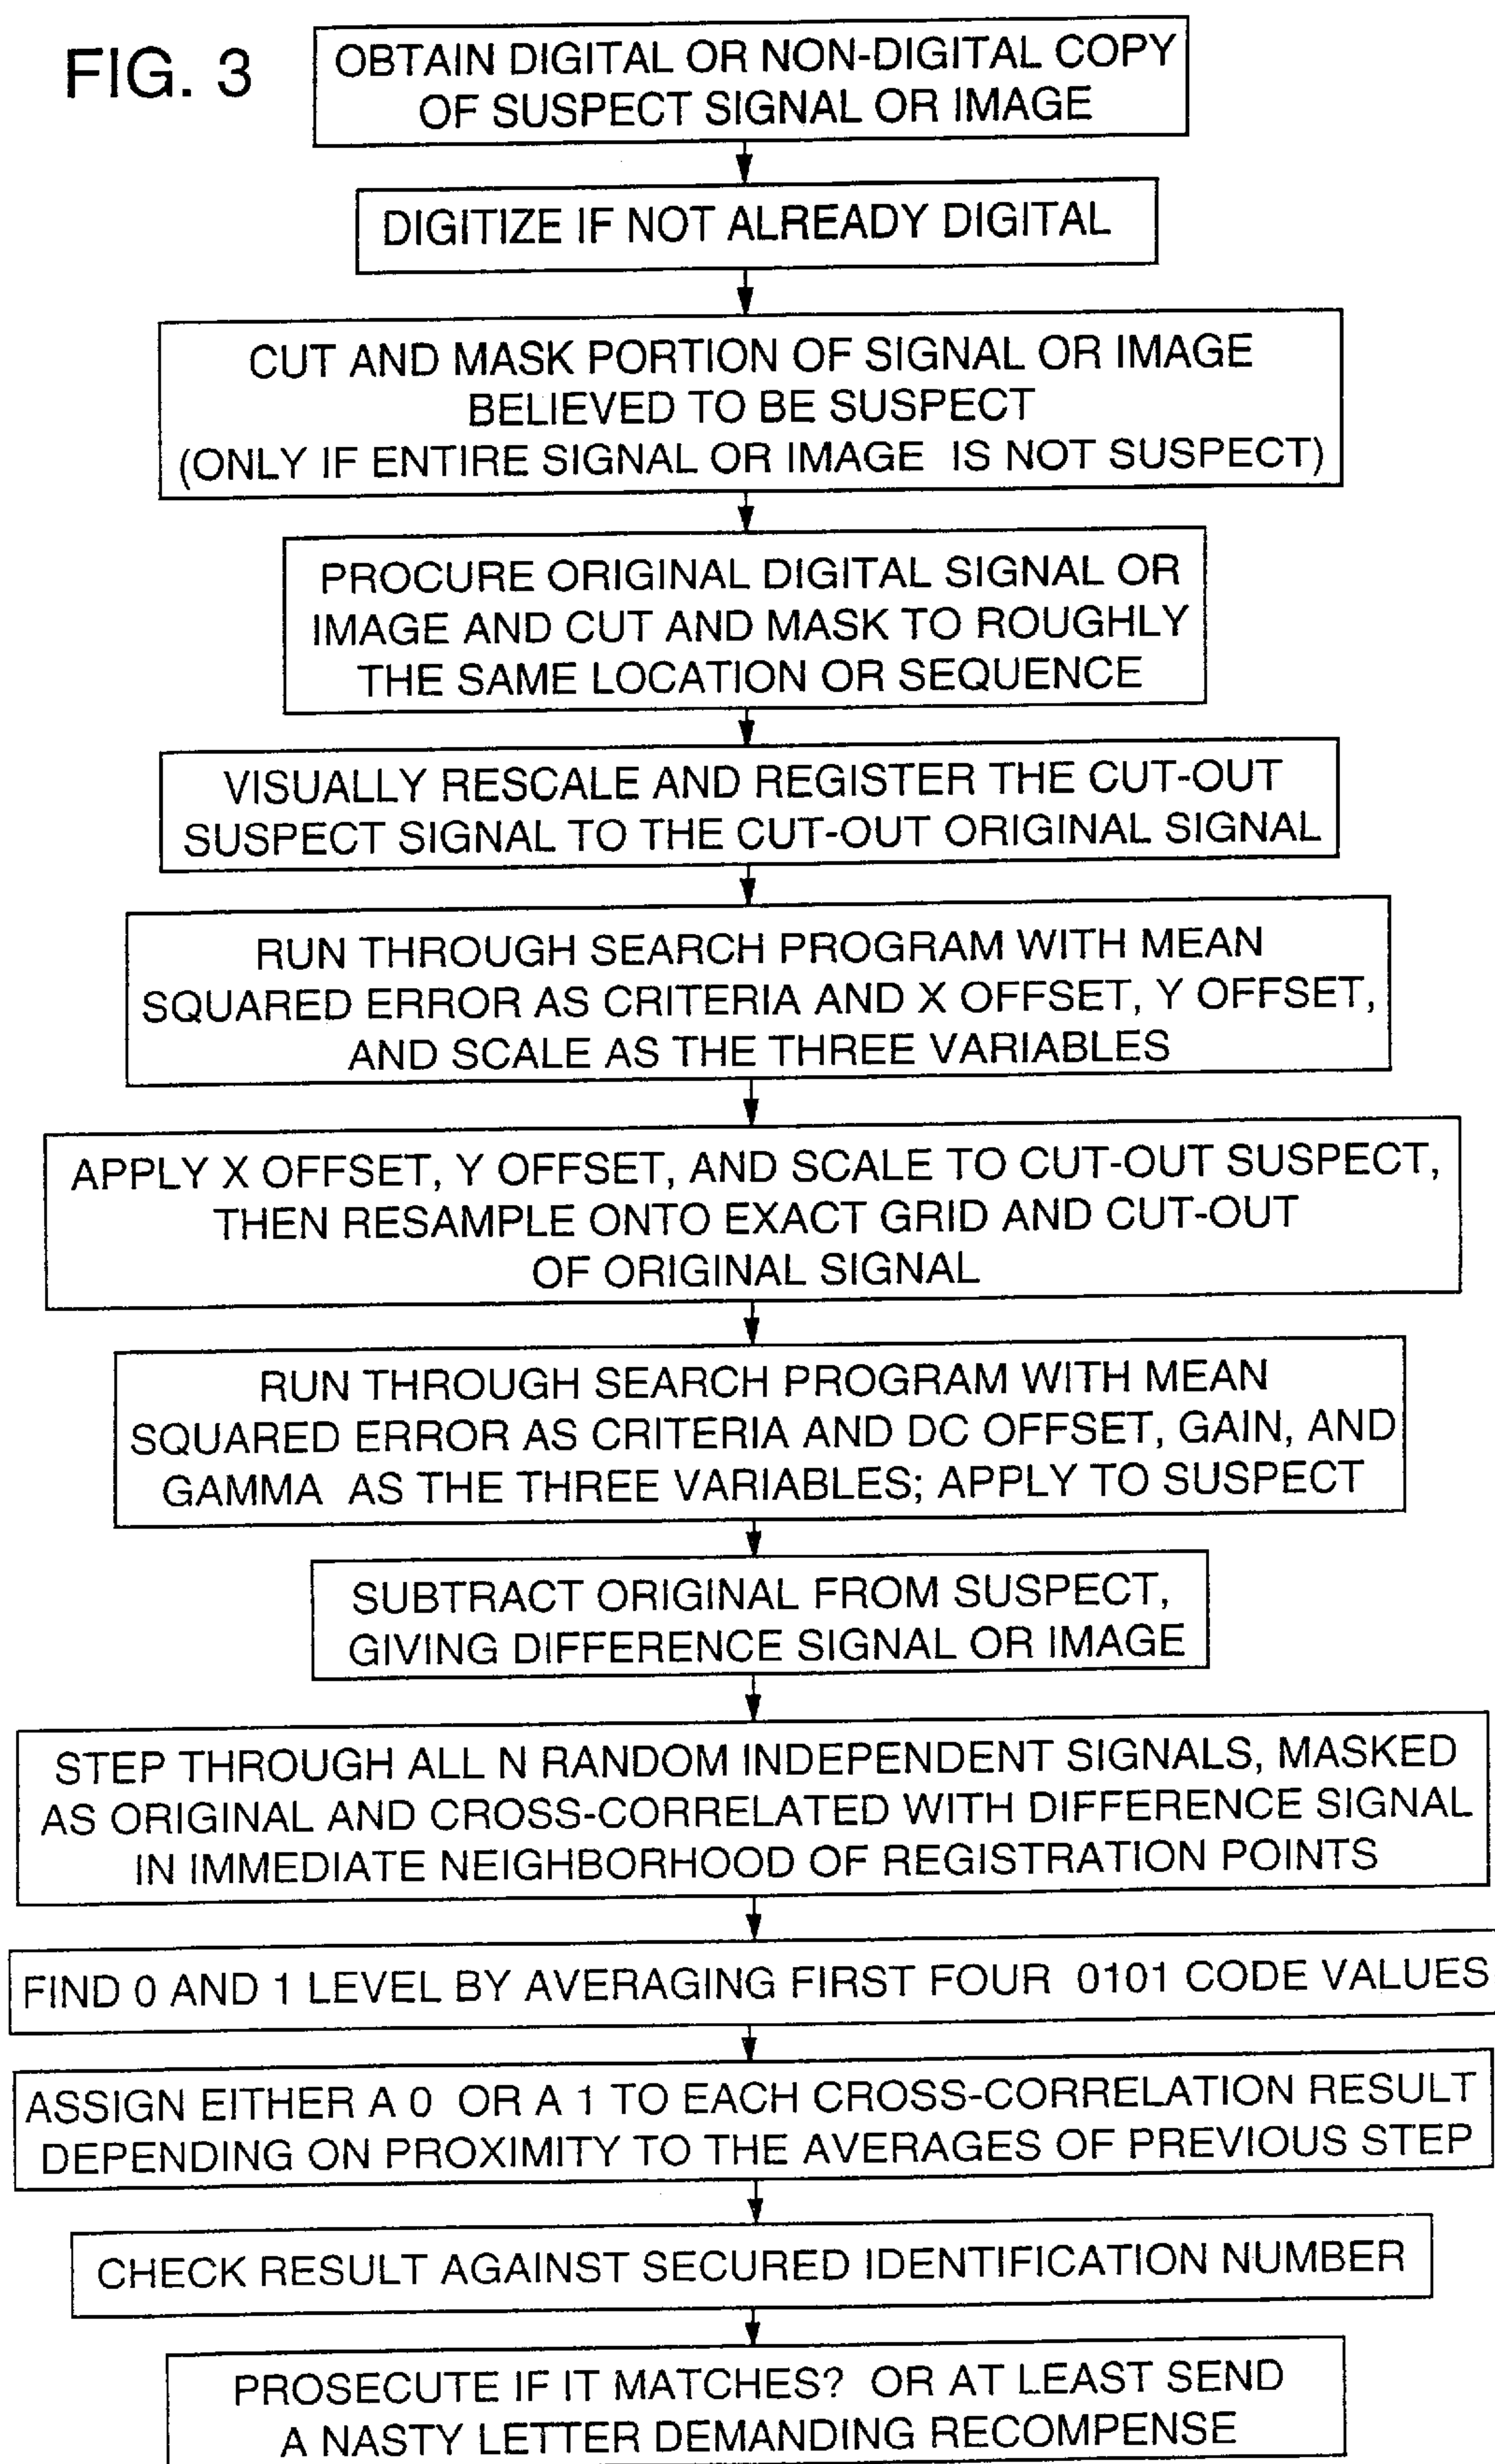 FIG. 3
OBTAIN DIGITAL OR NON-DIGITAL COPY
OF SUSPECT SIGNAL OR IMAGE
DIGITIZE IF NOT ALREADY DIGITAL
CUT AND MASK PORTION OF SIGNAL OR IMAGE
BELIEVED TO BE SUSPECT
(ONLY IF ENTIRE SIGNAL OR IMAGE IS NOT SUSPECT)
PROCURE ORIGINAL DIGITAL SIGNAL OR
IMAGE AND CUT AND MASK TO ROUGHLY
THE SAME LOCATION OR SEQUENCE
VISUALLY RESCALE AND REGISTER THE CUT-OUT
SUSPECT SIGNAL TO THE CUT-OUT ORIGINAL SIGNAL
RUN THROUGH SEARCH PROGRAM WITH MEAN
SQUARED ERROR AS CRITERIA AND X OFFSET, Y OFFSET,
AND SCALE AS THE THREE VARIABLES
APPLY X OFFSET, Y OFFSET, AND SCALE TO CUT-OUT SUSPECT,
THEN RESAMPLE ONTO EXACT GRID AND CUT-OUT
OF ORIGINAL SIGNAL
RUN THROUGH SEARCH PROGRAM WITH MEAN
SQUARED ERROR AS CRITERIA AND DC OFFSET, GAIN, AND
GAMMA AS THE THREE VARIABLES; APPLY TO SUSPECT
SUBTRACT ORIGINAL FROM SUSPECT,
GIVING DIFFERENCE SIGNAL OR IMAGE
STEP THROUGH ALL N RANDOM INDEPENDENT SIGNALS, MASKED
AS ORIGINAL AND CROSS-CORRELATED WITH DIFFERENCE SIGNAL
IN IMMEDIATE NEIGHBORHOOD OF REGISTRATION POINTS
FIND 0 AND 1 LEVEL BY AVERAGING FIRST FOUR 0101 CODE VALUES
ASSIGN EITHER A 0 OR A 1 TO EACH CROSS-CORRELATION RESULT
DEPENDING ON PROXIMITY TO THE AVERAGES OF PREVIOUS STEP
CHECK RESULT AGAINST SECURED IDENTIFICATION NUMBER
PROSECUTE IF IT MATCHES? OR AT LEAST SEND
A NASTY LETTER DEMANDING RECOMPENSE